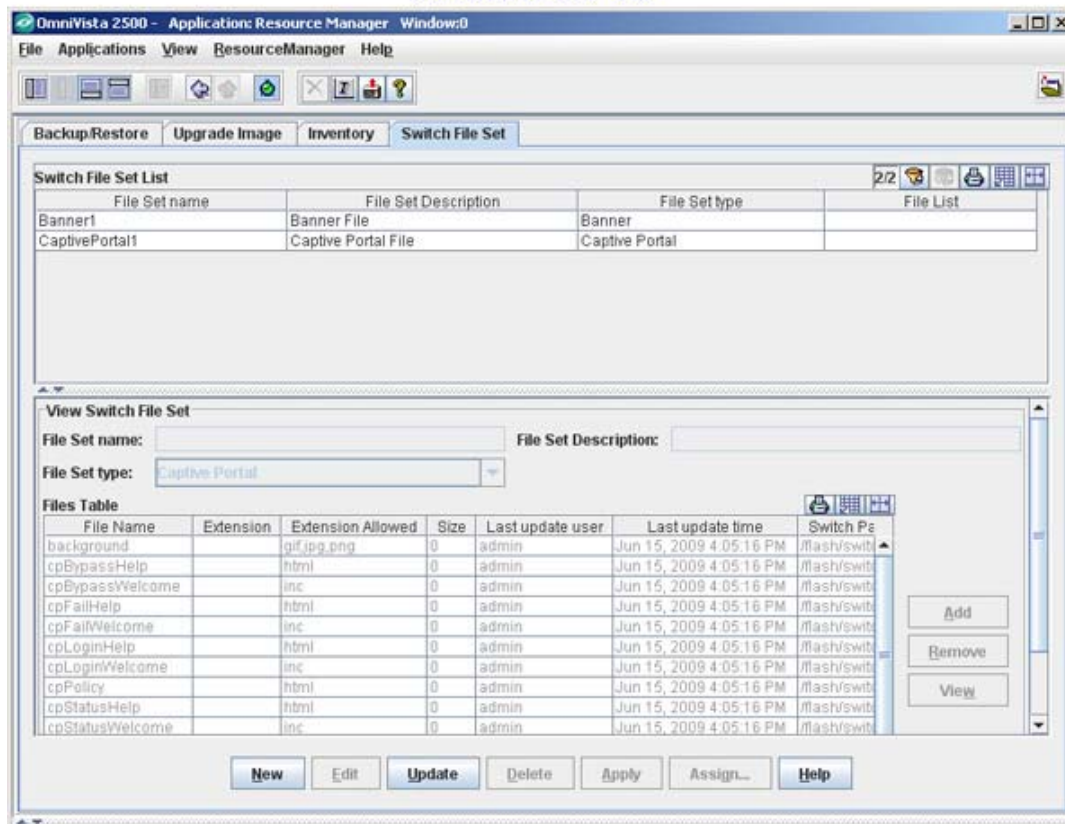 OmniVista 2500 - Application: Resource Manager Window:0
File Applications View ResourceManager Help
Backup/Restore Upgrade Image Inventory Switch File Set
Switch File Set List 2/2
File Set name File Set Description File Set type File List
Banner1 Banner File Banner
CaptivePortal1 Captive Portal File Captive Portal
View Switch File Set
File Set name: File Set Description:
File Set type: Captive Portal
Files Table
File Name Extension Extension Allowed Size Last update user Last update time Switch Pa
background gif,jpg,png 0 admin Jun 15, 2009 4:05:16 PM /flash/swit
cpBypassHelp html 0 admin Jun 15, 2009 4:05:16 PM /flash/swit
cpBypassWelcome inc 0 admin Jun 15, 2009 4:05:16 PM /flash/swit
cpFailHelp html 0 admin Jun 15, 2009 4:05:16 PM /flash/swit
cpFailWelcome inc 0 admin Jun 15, 2009 4:05:16 PM /flash/swit
cpLoginHelp html 0 admin Jun 15, 2009 4:05:16 PM /flash/swit
cpLoginWelcome inc 0 admin Jun 15, 2009 4:05:16 PM /flash/swit
cpPolicy html 0 admin Jun 15, 2009 4:05:16 PM /flash/swit
cpStatusHelp html 0 admin Jun 15, 2009 4:05:16 PM /flash/swit
cpStatusWelcome inc 0 admin Jun 15, 2009 4:05:16 PM /flash/swit
Add
Remove
View
New Edit Update Delete Apply Assign... Help